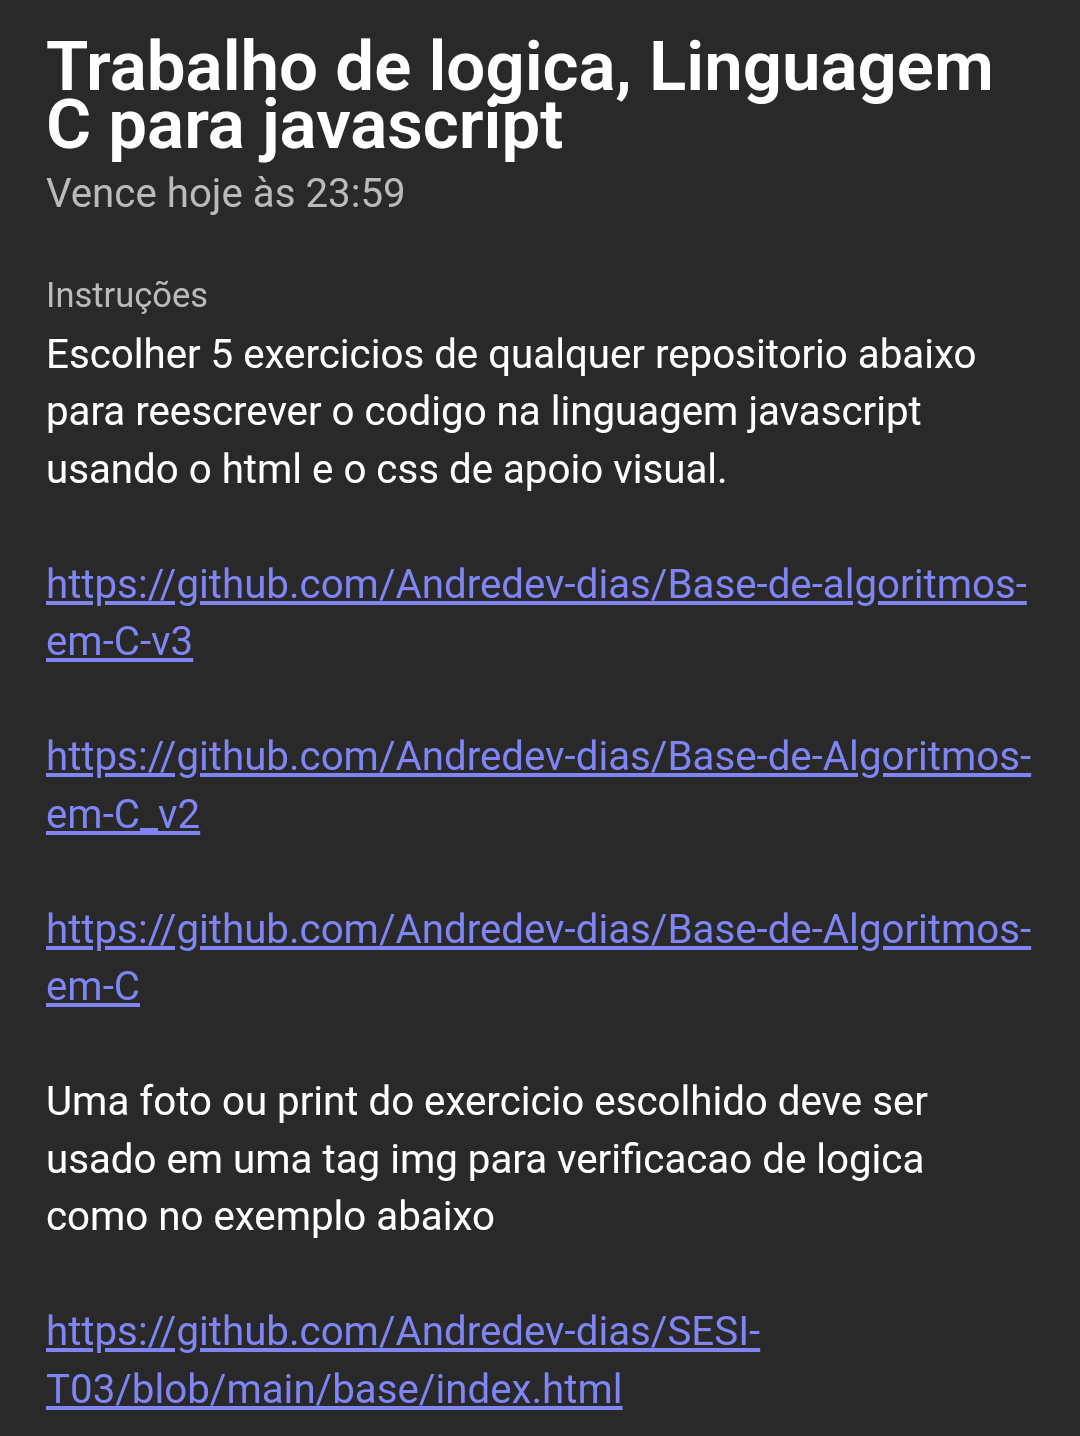 Trabalho de logica, Linguagem
C para javascript
Vence hoje às 23:59
Instruções
Escolher 5 exercicios de qualquer repositorio abaixo
para reescrever o codigo na linguagem javascript
usando o html e o css de apoio visual.
https://github.com/Andredev-dias/Base-de-algoritmos-
em-C-v3
https://github.com/Andredev-dias/Base-de-Algoritmos-
em-C_v2
https://github.com/Andredev-dias/Base-de-Algoritmos-
em-C
Uma foto ou print do exercicio escolhido deve ser
usado em uma tag img para verificacao de logica
como no exemplo abaixo
https://github.com/Andredev-dias/SESI-
T03/blob/main/base/index.html